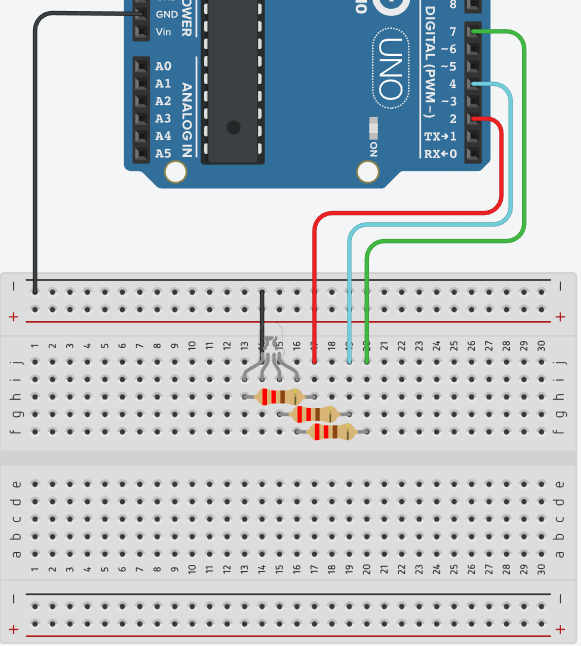 GND
POWER
Vin
A0
A1
A2
A3
A4
A5
ANALOG IN
UNO
ON
DIGITAL (PWM ~)
8
7
~6
~5
4
~3
2
TX→1
RX←0
− −
+ +
1 2 3 4 5 6 7 8 9 10 11 12 13 14 15 16 17 18 19 20 21 22 23 24 25 26 27 28 29 30
j j
i i
h h
g g
f f
e e
d d
c c
b b
a a
1 2 3 4 5 6 7 8 9 10 11 12 13 14 15 16 17 18 19 20 21 22 23 24 25 26 27 28 29 30
− −
+ +